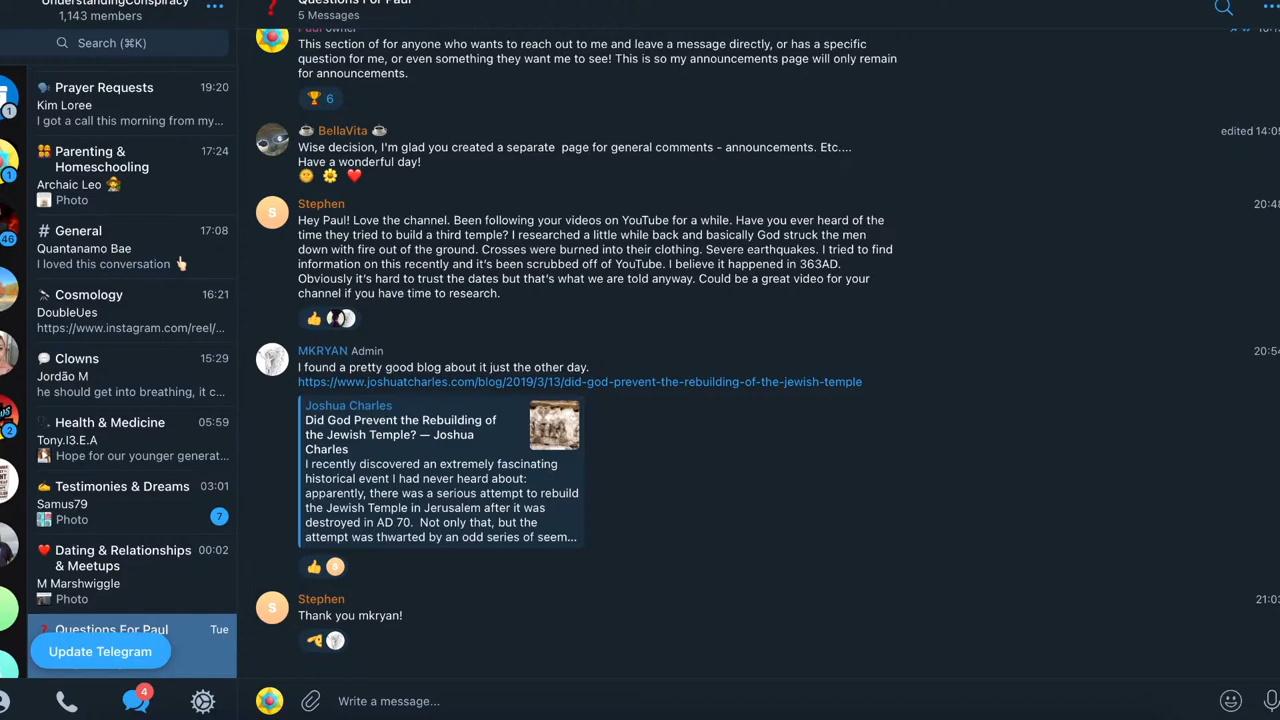 UnderstandingConspiracy
1,143 members
Search (⌘K)
Prayer Requests 19:20
Kim Loree
I got a call this morning from my...
Parenting & 17:24
Homeschooling
Archaic Leo
Photo
# General 17:08
Quantanamo Bae
I loved this conversation
Cosmology 16:21
DoubleUes
https://www.instagram.com/reel/...
Clowns 15:29
Jordão M
he should get into breathing, it c...
Health & Medicine 05:59
Tony.I3.E.A
Hope for our younger generat...
Testimonies & Dreams 03:01
Samus79
Photo 7
Dating & Relationships 00:02
& Meetups
M Marshwiggle
Photo
Questions For Paul Tue
Update Telegram
1
1
46
2
4
Questions For Paul
5 Messages
Paul owner
This section of for anyone who wants to reach out to me and leave a message directly, or has a specific
question for me, or even something they want me to see! This is so my announcements page will only remain
for announcements.
6
BellaVita
edited 14:05
Wise decision, I'm glad you created a separate page for general comments - announcements. Etc....
Have a wonderful day!
Stephen
20:48
S
Hey Paul! Love the channel. Been following your videos on YouTube for a while. Have you ever heard of the
time they tried to build a third temple? I researched a little while back and basically God struck the men
down with fire out of the ground. Crosses were burned into their clothing. Severe earthquakes. I tried to find
information on this recently and it's been scrubbed off of YouTube. I believe it happened in 363AD.
Obviously it's hard to trust the dates but that's what we are told anyway. Could be a great video for your
channel if you have time to research.
MKRYAN Admin
20:54
I found a pretty good blog about it just the other day.
https://www.joshuatcharles.com/blog/2019/3/13/did-god-prevent-the-rebuilding-of-the-jewish-temple
Joshua Charles
Did God Prevent the Rebuilding of
the Jewish Temple? — Joshua
Charles
I recently discovered an extremely fascinating
historical event I had never heard about:
apparently, there was a serious attempt to rebuild
the Jewish Temple in Jerusalem after it was
destroyed in AD 70. Not only that, but the
attempt was thwarted by an odd series of seem...
S
Stephen
21:03
S
Thank you mkryan!
Write a message...